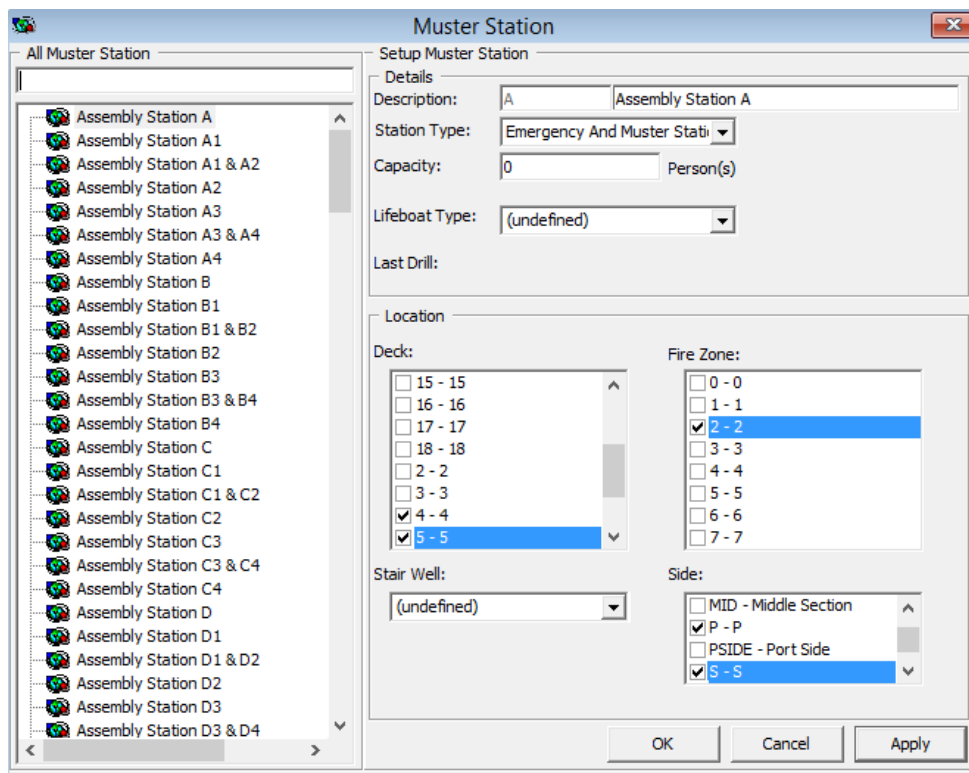 Muster Station
All Muster Station
Assembly Station A
Assembly Station A1
Assembly Station A1 & A2
Assembly Station A2
Assembly Station A3
Assembly Station A3 & A4
Assembly Station A4
Assembly Station B
Assembly Station B1
Assembly Station B1 & B2
Assembly Station B2
Assembly Station B3
Assembly Station B3 & B4
Assembly Station B4
Assembly Station C
Assembly Station C1
Assembly Station C1 & C2
Assembly Station C2
Assembly Station C3
Assembly Station C3 & C4
Assembly Station C4
Assembly Station D
Assembly Station D1
Assembly Station D1 & D2
Assembly Station D2
Assembly Station D3
Assembly Station D3 & D4
Setup Muster Station
Details
Description: A Assembly Station A
Station Type: Emergency And Muster Stati
Capacity: 0 Person(s)
Lifeboat Type: (undefined)
Last Drill:
Location
Deck:
15 - 15
16 - 16
17 - 17
18 - 18
2 - 2
3 - 3
4 - 4
5 - 5
Fire Zone:
0 - 0
1 - 1
2 - 2
3 - 3
4 - 4
5 - 5
6 - 6
7 - 7
Stair Well:
(undefined)
Side:
MID - Middle Section
P - P
PSIDE - Port Side
S - S
OK Cancel Apply